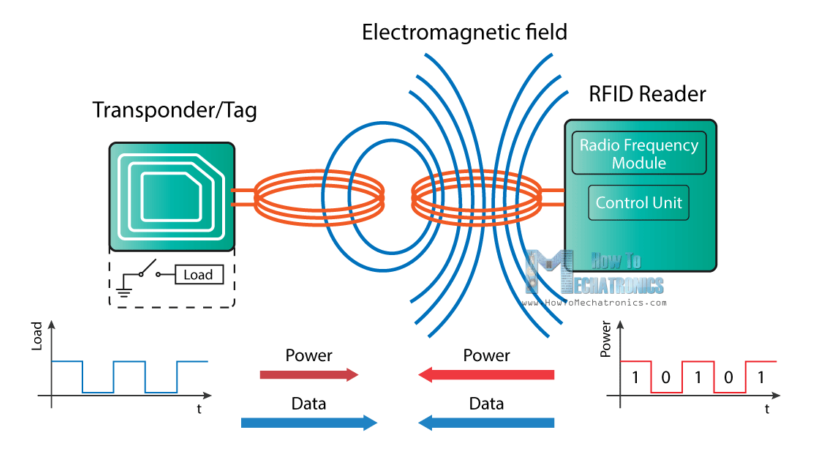 Electromagnetic field
Transponder/Tag
RFID Reader
Radio Frequency
Module
Control Unit
Load
How To
MECHATRONICS
www.HowToMechatronics.com
Load
t
Power
Data
Power
Data
Power
1 0 1 0 1
t